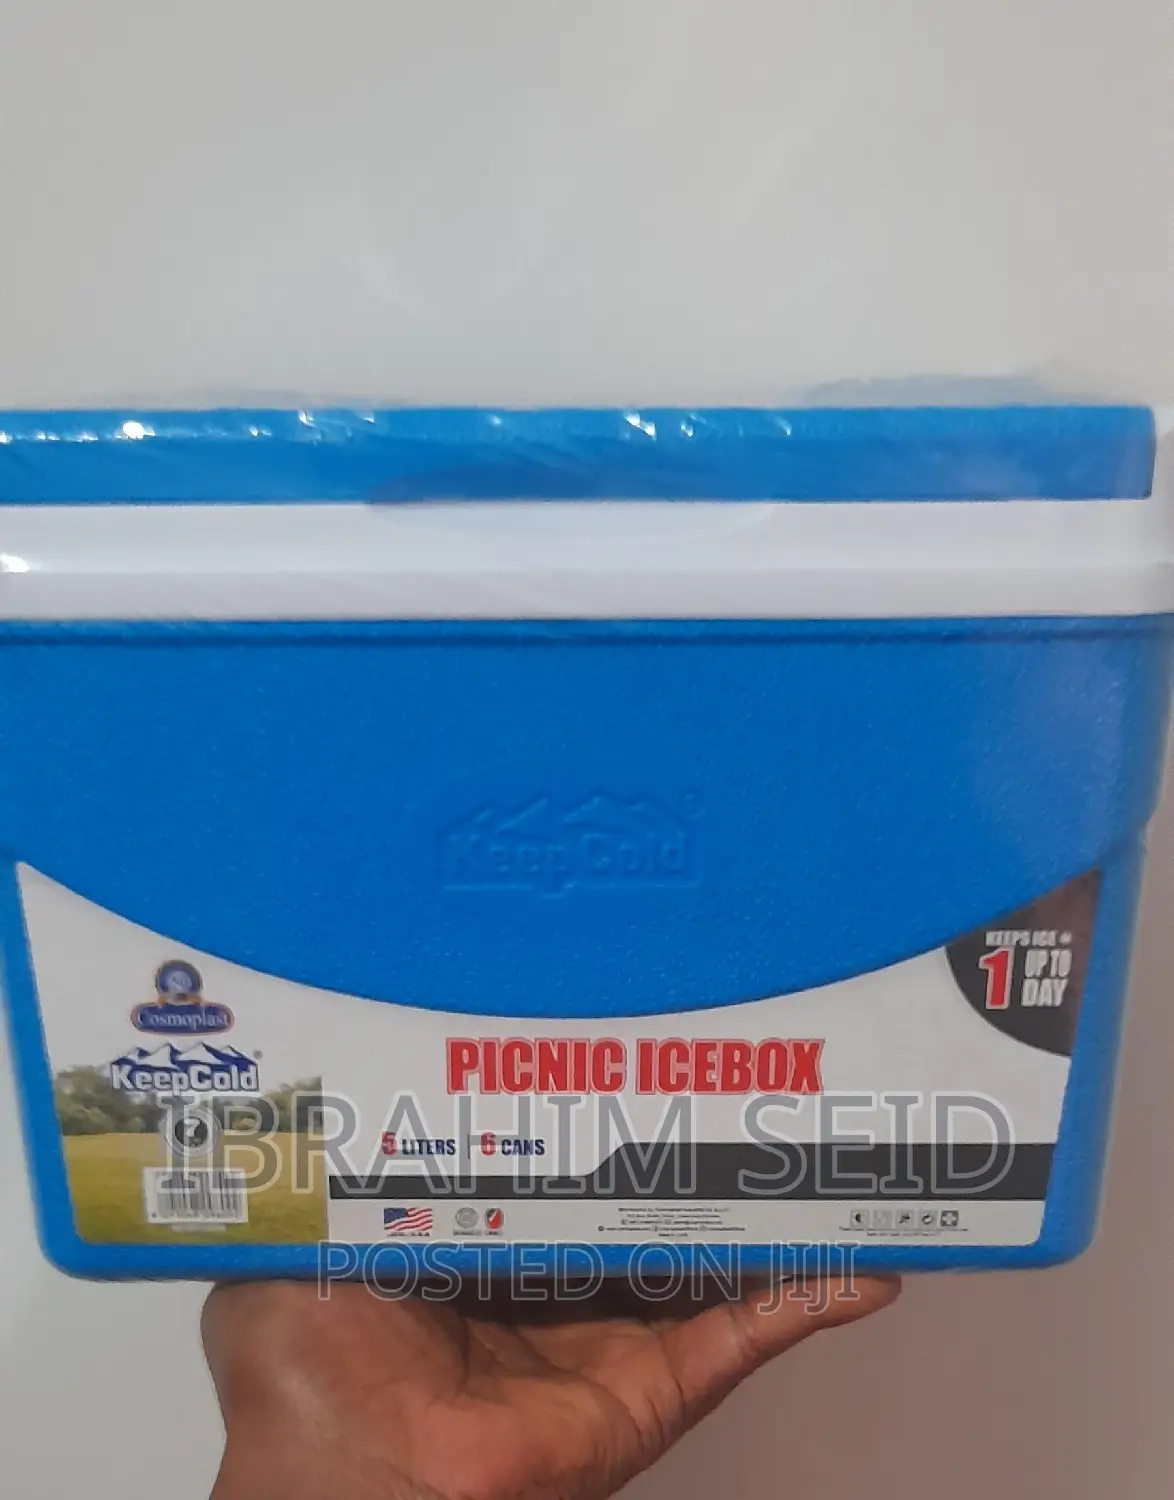 KeepCold
KEEPS ICE
1 UP TO
DAY
Cosmoplast
KeepCold
PICNIC ICEBOX
5 LITERS | 6 CANS
IBRAHIM SEID
POSTED ON JIJI